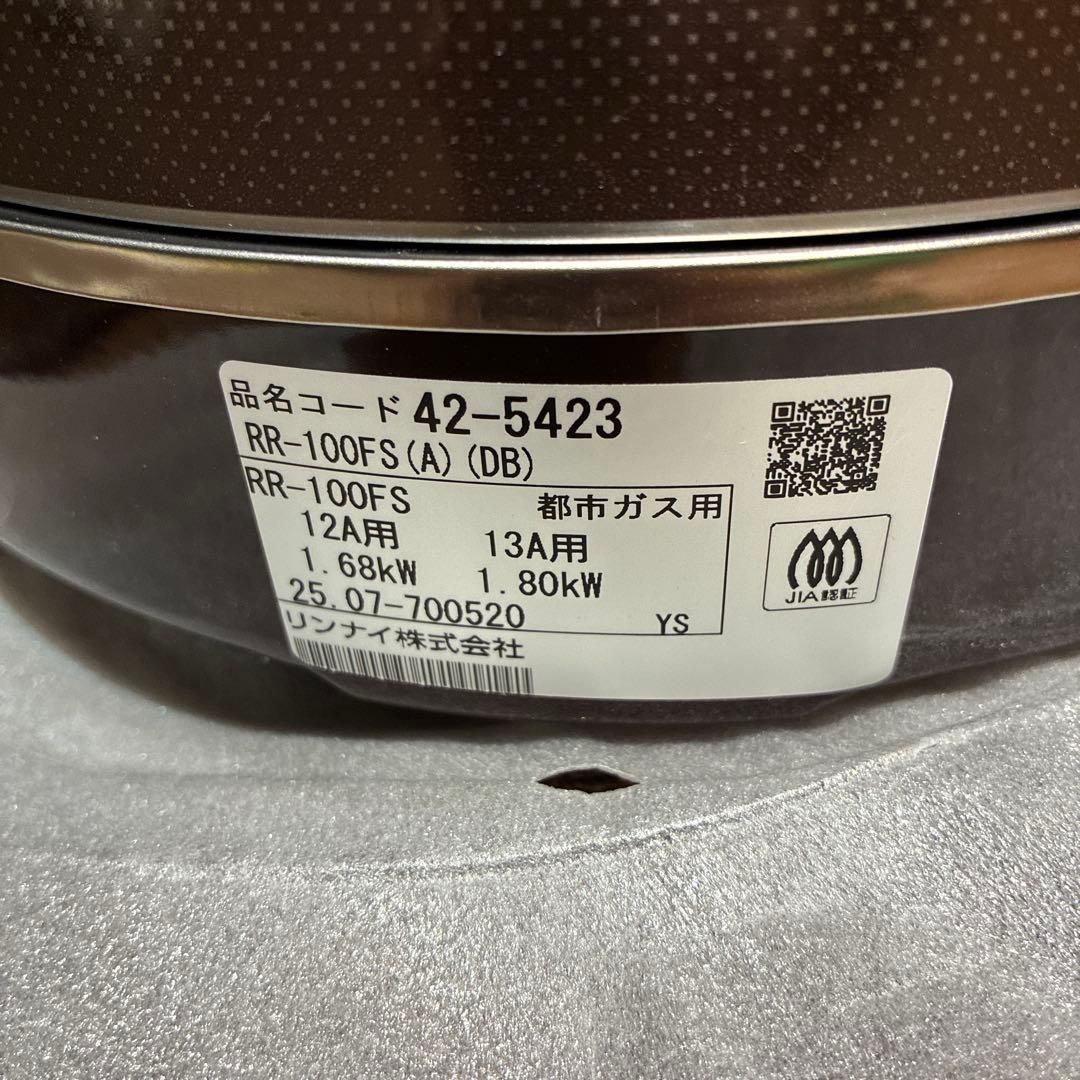 品名コード 42-5423
RR-100FS(A)(DB)
RR-100FS 都市ガス用
12A用 13A用
1.68kW 1.80kW
25.07-700520 YS
リンナイ株式会社
JIA認証